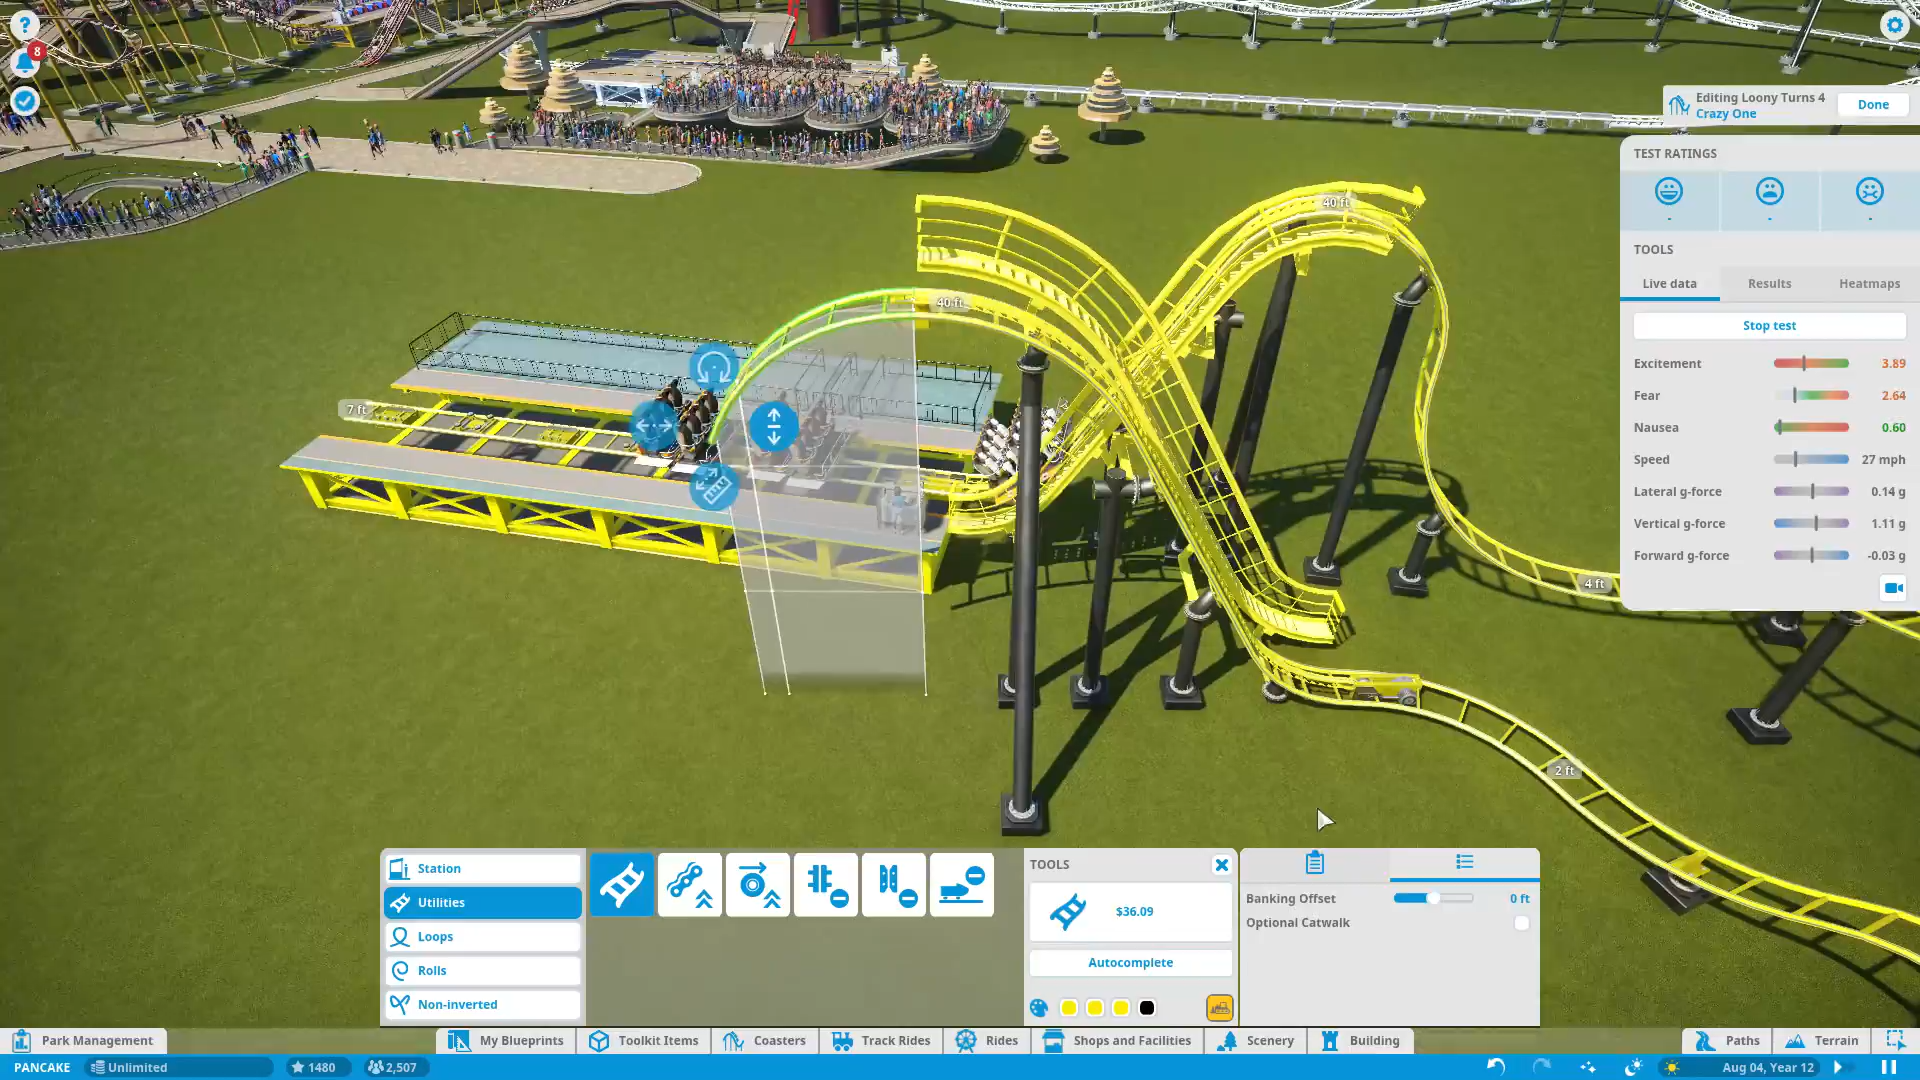 ?
8
Editing Loony Turns 4
Crazy One
Done
TEST RATINGS
-
-
-
TOOLS
Live data
Results
Heatmaps
Stop test
Excitement
3.89
Fear
2.64
Nausea
0.60
Speed
27 mph
Lateral g-force
0.14 g
Vertical g-force
1.11 g
Forward g-force
-0.03 g
40 ft
40 ft
7 ft
4 ft
2 ft
Station
Utilities
Loops
Rolls
Non-inverted
TOOLS
$36.09
Autocomplete
Banking Offset
0 ft
Optional Catwalk
Park Management
My Blueprints
Toolkit Items
Coasters
Track Rides
Rides
Shops and Facilities
Scenery
Building
Paths
Terrain
PANCAKE
Unlimited
1480
2,507
Aug 04, Year 12